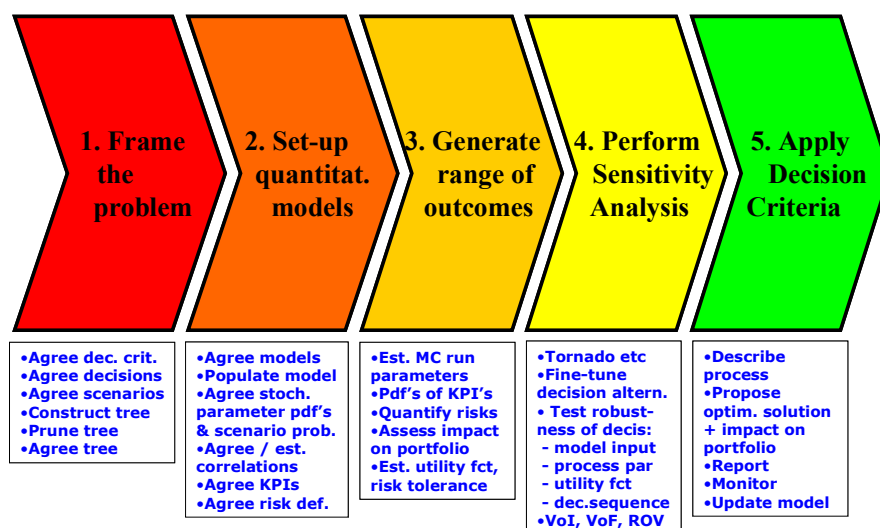 1. Frame
the
problem
2. Set-up
quantitat.
models
3. Generate
range of
outcomes
4. Perform
Sensitivity
Analysis
5. Apply
Decision
Criteria
•Agree dec. crit.
•Agree decisions
•Agree scenarios
•Construct tree
•Prune tree
•Agree tree
•Agree models
•Populate model
•Agree stoch.
parameter pdf's
& scenario prob.
•Agree / est.
correlations
•Agree KPIs
•Agree risk def.
•Est. MC run
parameters
•Pdf's of KPI's
•Quantify risks
•Assess impact
on portfolio
•Est. utility fct,
risk tolerance
•Tornado etc
•Fine-tune
decision altern.
• Test robust-
ness of decis:
- model input
- process par
- utility fct
- dec.sequence
•VoI, VoF, ROV
•Describe
process
•Propose
optim. solution
+ impact on
portfolio
•Report
•Monitor
•Update model